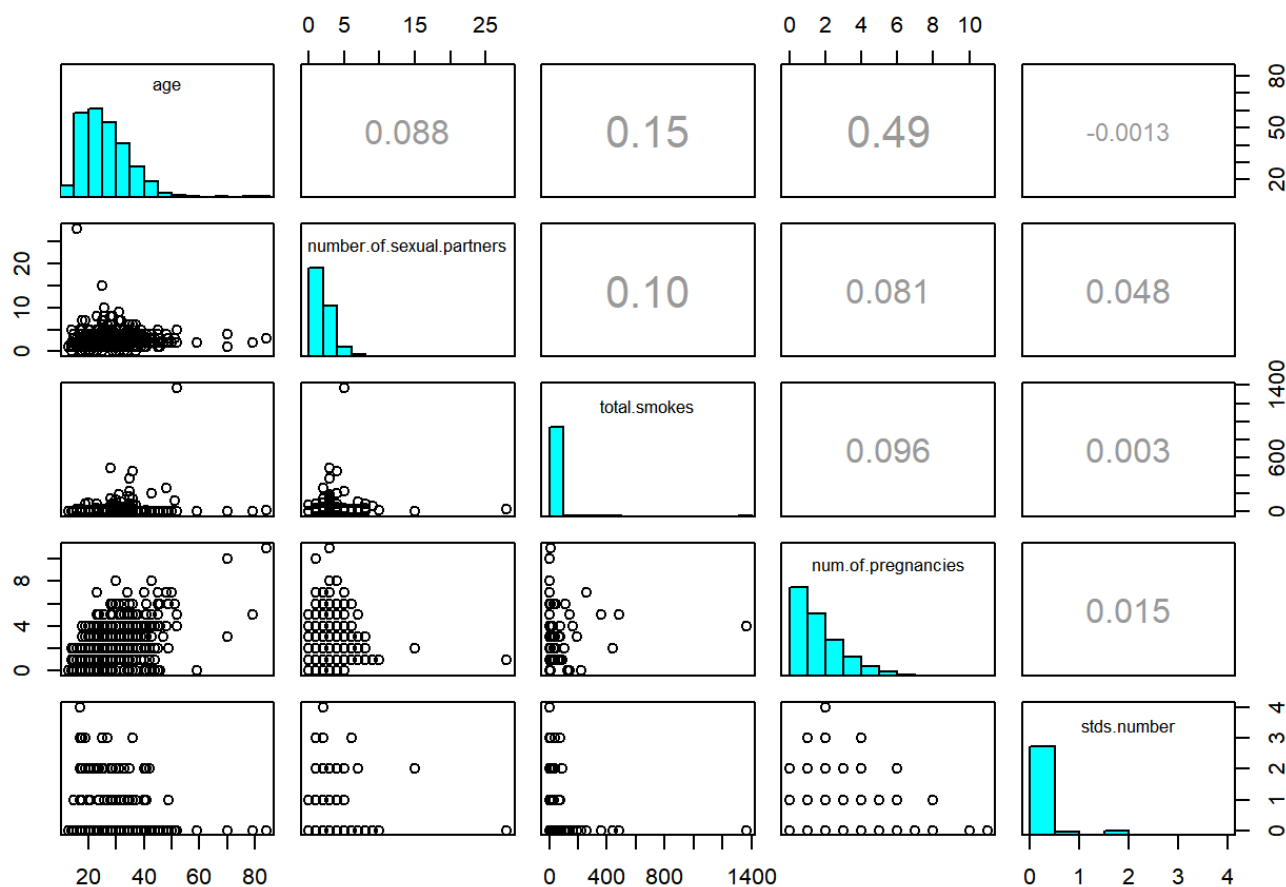 0 5 15 25
0 2 4 6 8 10
age
0.088
0.15
0.49
-0.0013
20 50 80
0 10 20
number.of.sexual.partners
0.10
0.081
0.048
total.smokes
0.096
0.003
0 600 1400
0 4 8
num.of.pregnancies
0.015
stds.number
0 1 2 3 4
20 40 60 80
0 400 800 1400
0 1 2 3 4